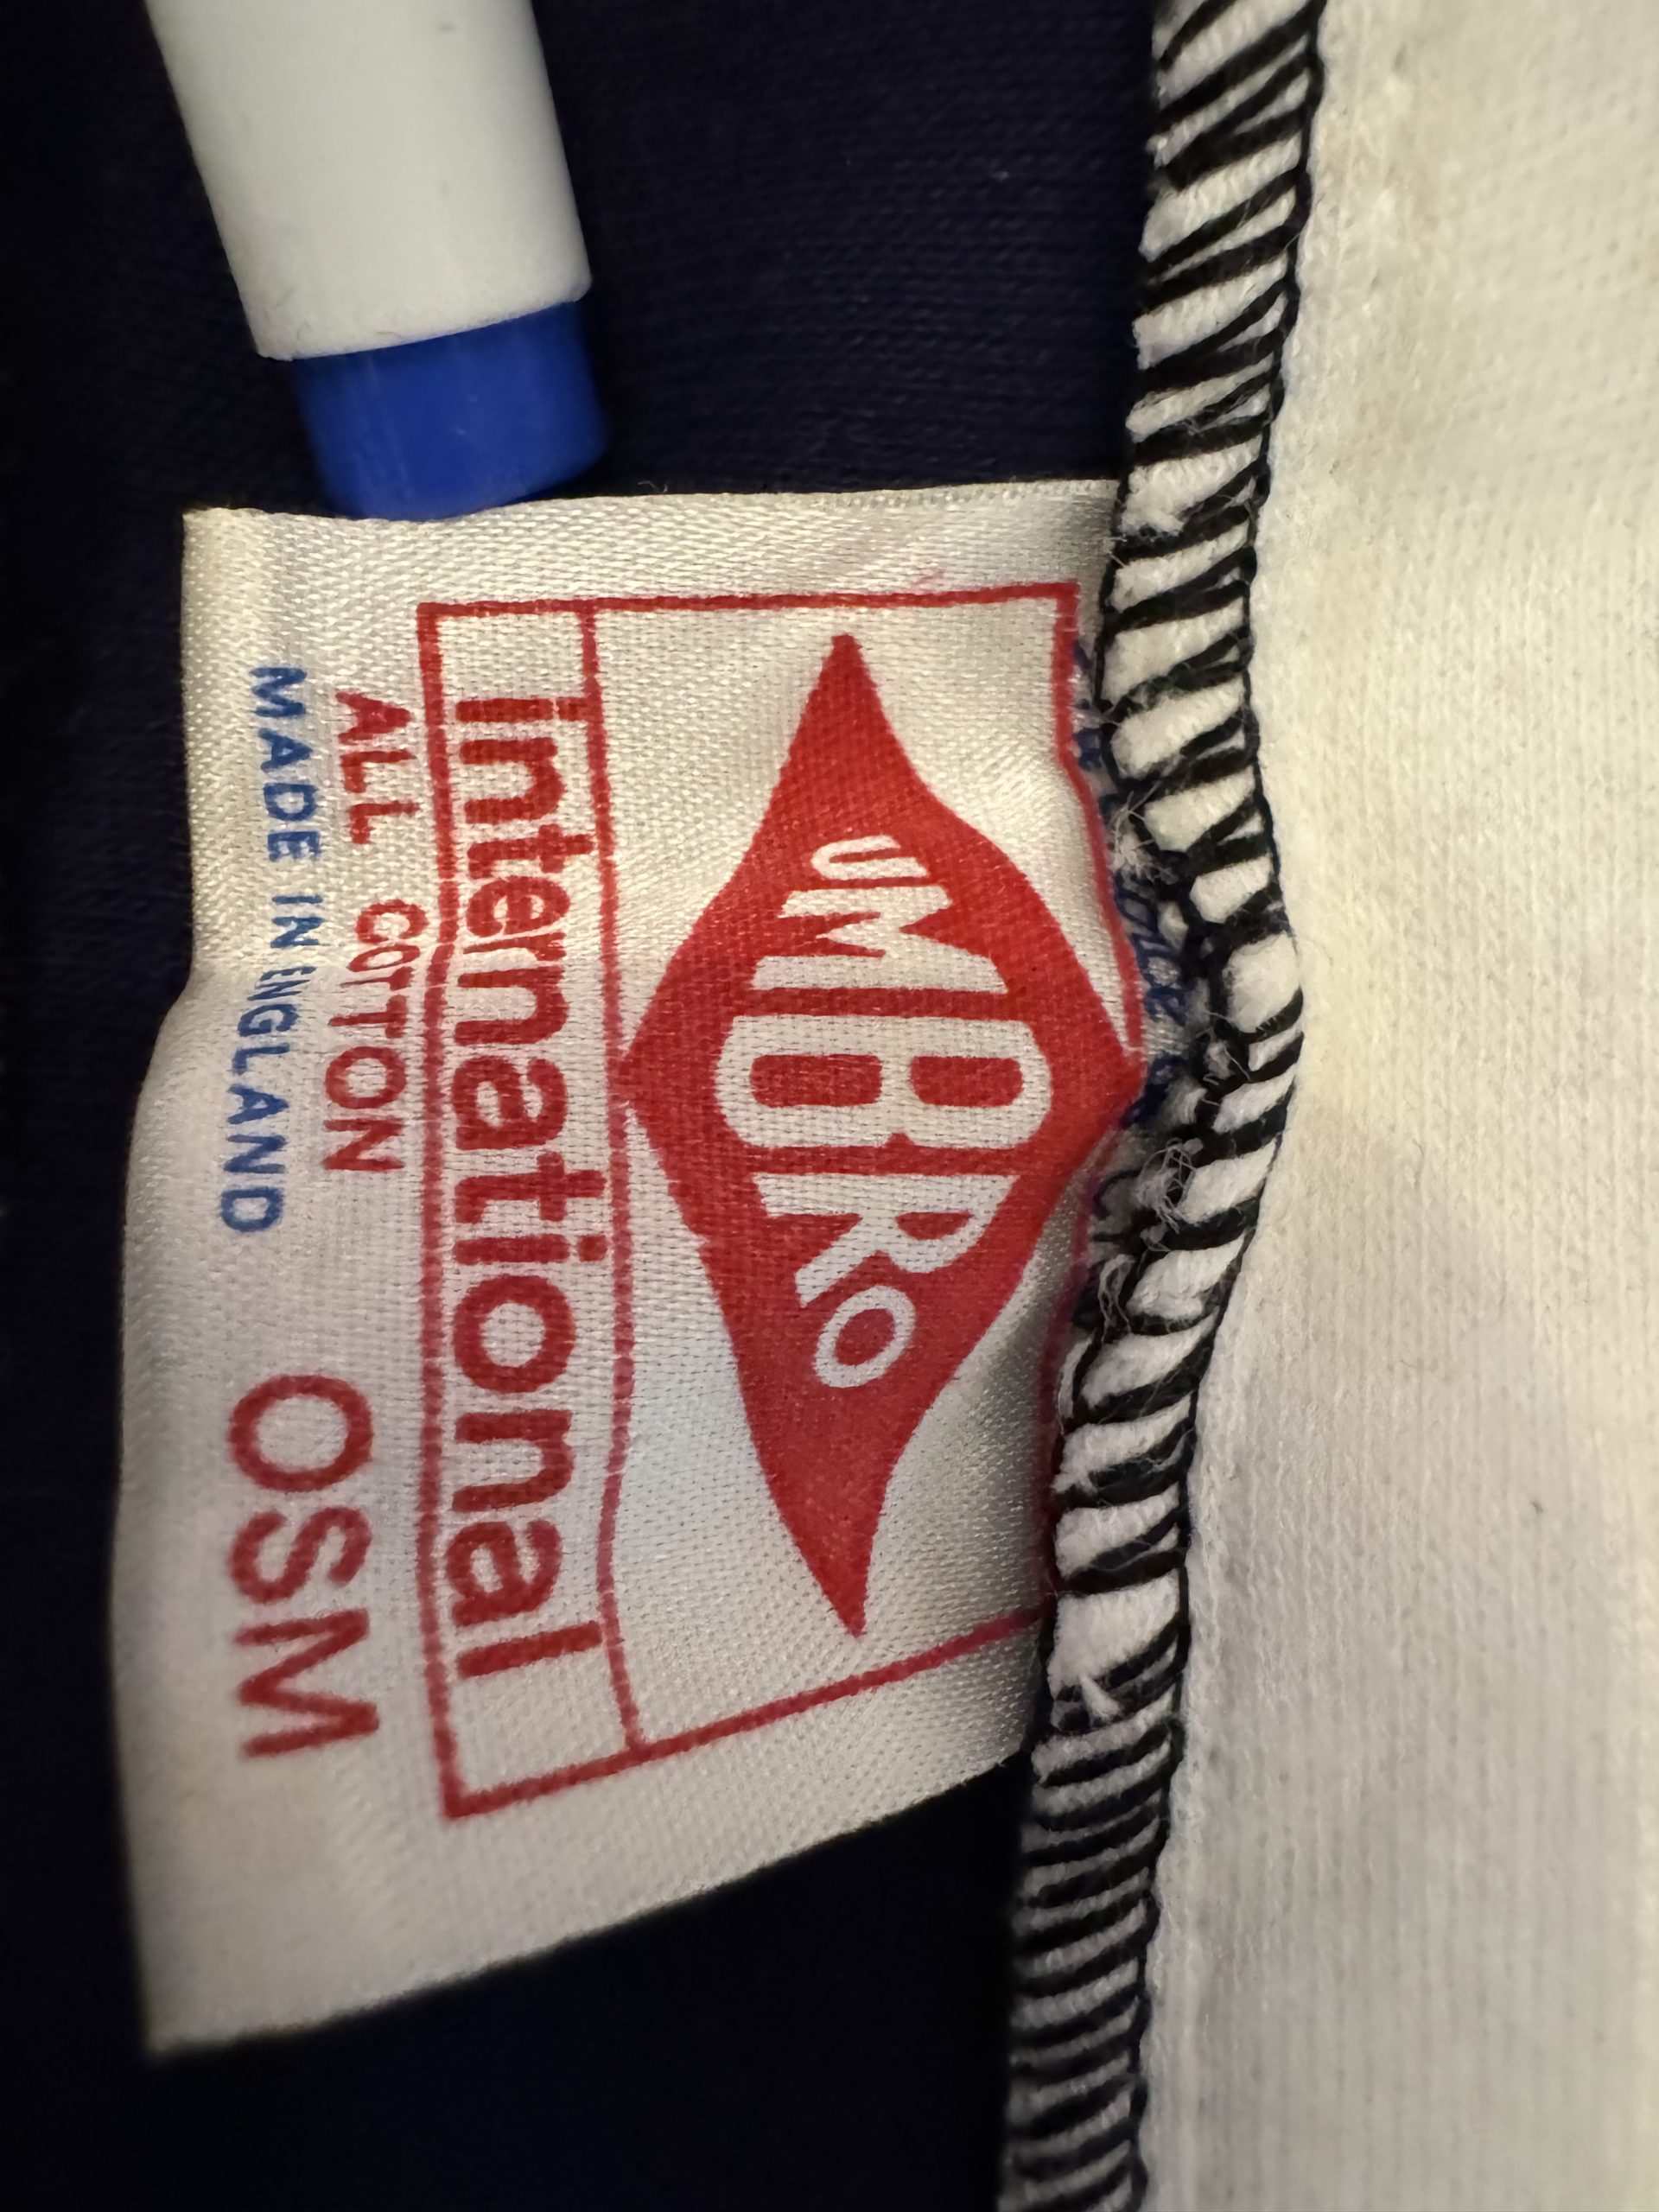 UMBRO
International
ALL COTTON
MADE IN ENGLAND
OSM